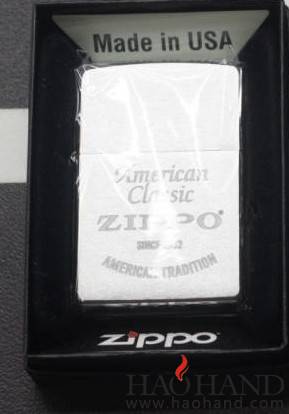 Made in USA
American
Classic
ZIPPO
SINCE 1932
AMERICAN TRADITION
zippo
HAOHAND
www.haohand.com